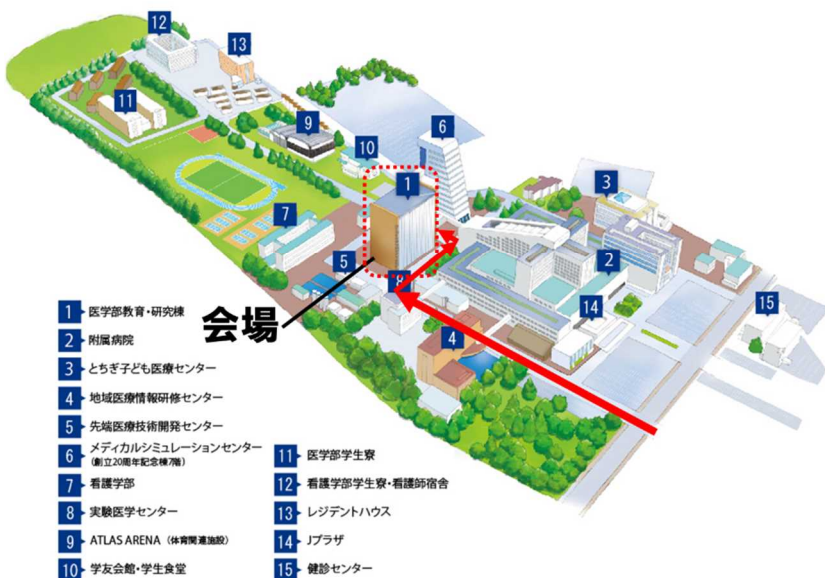 12
13
11
9
10
6
1
3
7
2
5
8
会場
14
15
4
1 医学部教育・研究棟
2 附属病院
3 とちぎ子ども医療センター
4 地域医療情報研修センター
5 先端医療技術開発センター
6 メディカルシミュレーションセンター
(創立20周年記念棟7階)
7 看護学部
8 実験医学センター
9 ATLAS ARENA (体育関連施設)
10 学友会館・学生食堂
11 医学部学生寮
12 看護学部学生寮・看護師宿舎
13 レジデントハウス
14 Jプラザ
15 健診センター